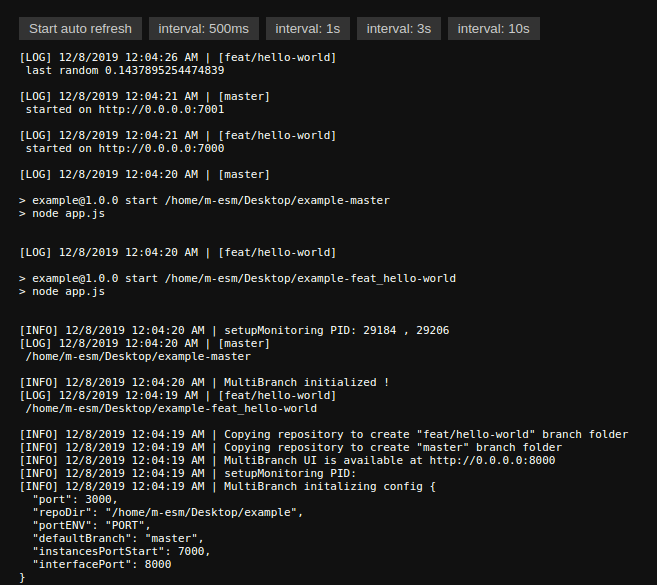 Start auto refresh interval: 500ms interval: 1s interval: 3s interval: 10s
[LOG] 12/8/2019 12:04:26 AM | [feat/hello-world]
last random 0.1437895254474839
[LOG] 12/8/2019 12:04:21 AM | [master]
started on http://0.0.0.0:7001
[LOG] 12/8/2019 12:04:21 AM | [feat/hello-world]
started on http://0.0.0.0:7000
[LOG] 12/8/2019 12:04:20 AM | [master]
> example@1.0.0 start /home/m-esm/Desktop/example-master
> node app.js
[LOG] 12/8/2019 12:04:20 AM | [feat/hello-world]
> example@1.0.0 start /home/m-esm/Desktop/example-feat_hello-world
> node app.js
[INFO] 12/8/2019 12:04:20 AM | setupMonitoring PID: 29184 , 29206
[LOG] 12/8/2019 12:04:20 AM | [master]
/home/m-esm/Desktop/example-master
[INFO] 12/8/2019 12:04:20 AM | MultiBranch initialized !
[LOG] 12/8/2019 12:04:19 AM | [feat/hello-world]
/home/m-esm/Desktop/example-feat_hello-world
[INFO] 12/8/2019 12:04:19 AM | Copying repository to create "feat/hello-world" branch folder
[INFO] 12/8/2019 12:04:19 AM | Copying repository to create "master" branch folder
[INFO] 12/8/2019 12:04:19 AM | MultiBranch UI is available at http://0.0.0.0:8000
[INFO] 12/8/2019 12:04:19 AM | setupMonitoring PID:
[INFO] 12/8/2019 12:04:19 AM | MultiBranch initalizing config {
"port": 3000,
"repoDir": "/home/m-esm/Desktop/example",
"portENV": "PORT",
"defaultBranch": "master",
"instancesPortStart": 7000,
"interfacePort": 8000
}